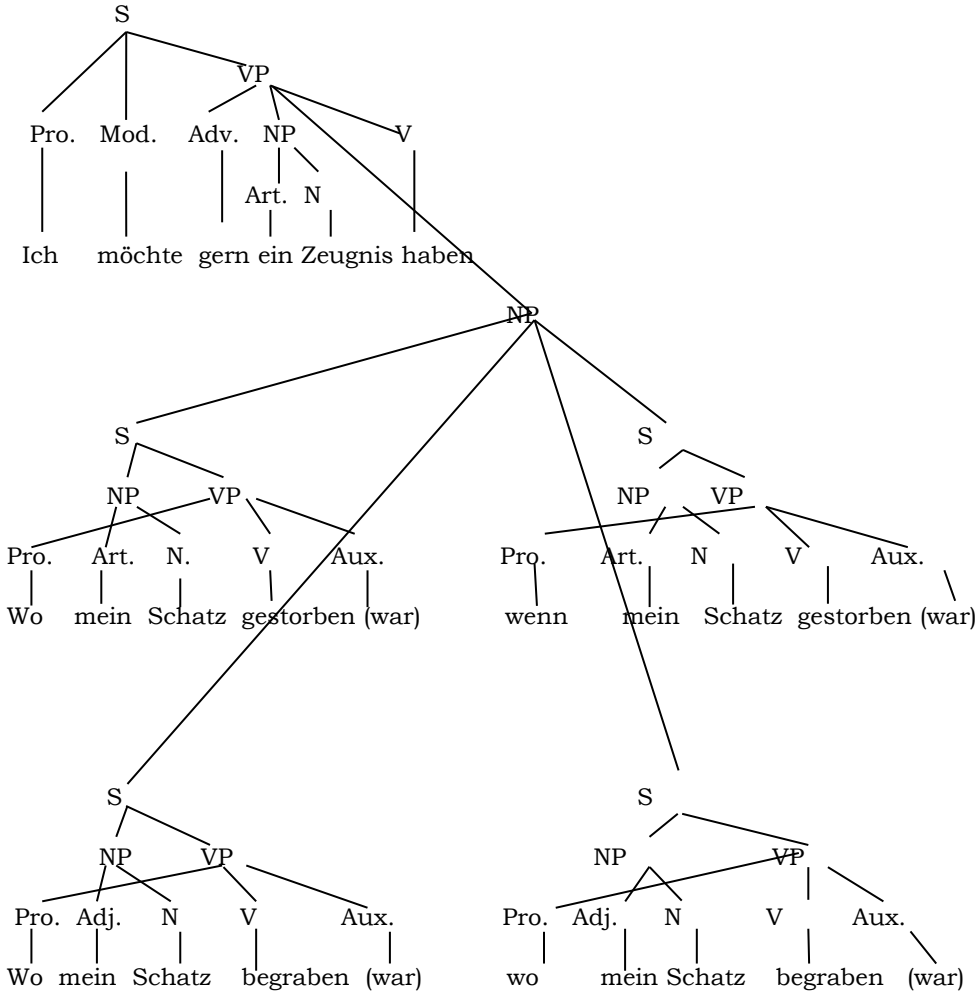 S
VP
Pro. Mod. Adv. NP V
Art. N
Ich möchte gern ein Zeugnis haben
NP
S S
NP VP NP VP
Pro. Art. N. V Aux. Pro. Art. N V Aux.
Wo mein Schatz gestorben (war) wenn mein Schatz gestorben (war)
S S
NP VP NP VP
Pro. Adj. N V Aux. Pro. Adj. N V Aux.
Wo mein Schatz begraben (war) wo mein Schatz begraben (war)